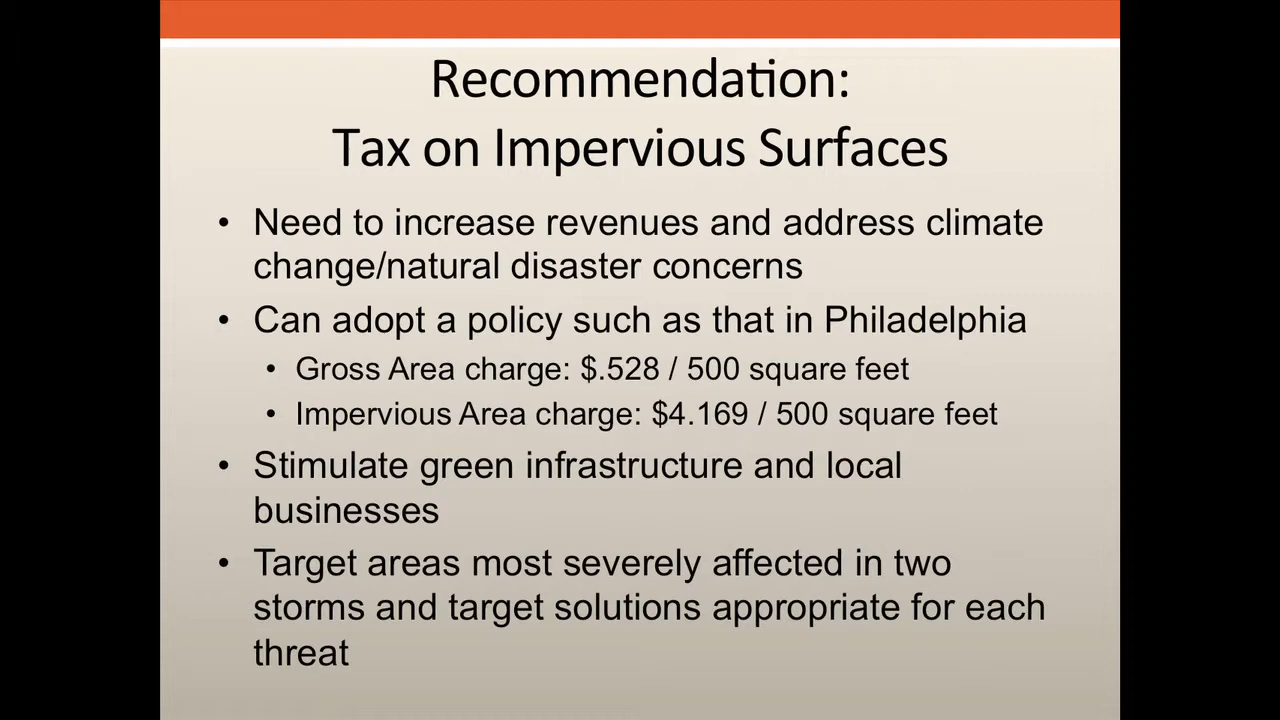 Recommendation:
Tax on Impervious Surfaces
• Need to increase revenues and address climate
change/natural disaster concerns
• Can adopt a policy such as that in Philadelphia
• Gross Area charge: $.528 / 500 square feet
• Impervious Area charge: $4.169 / 500 square feet
• Stimulate green infrastructure and local
businesses
• Target areas most severely affected in two
storms and target solutions appropriate for each
threat